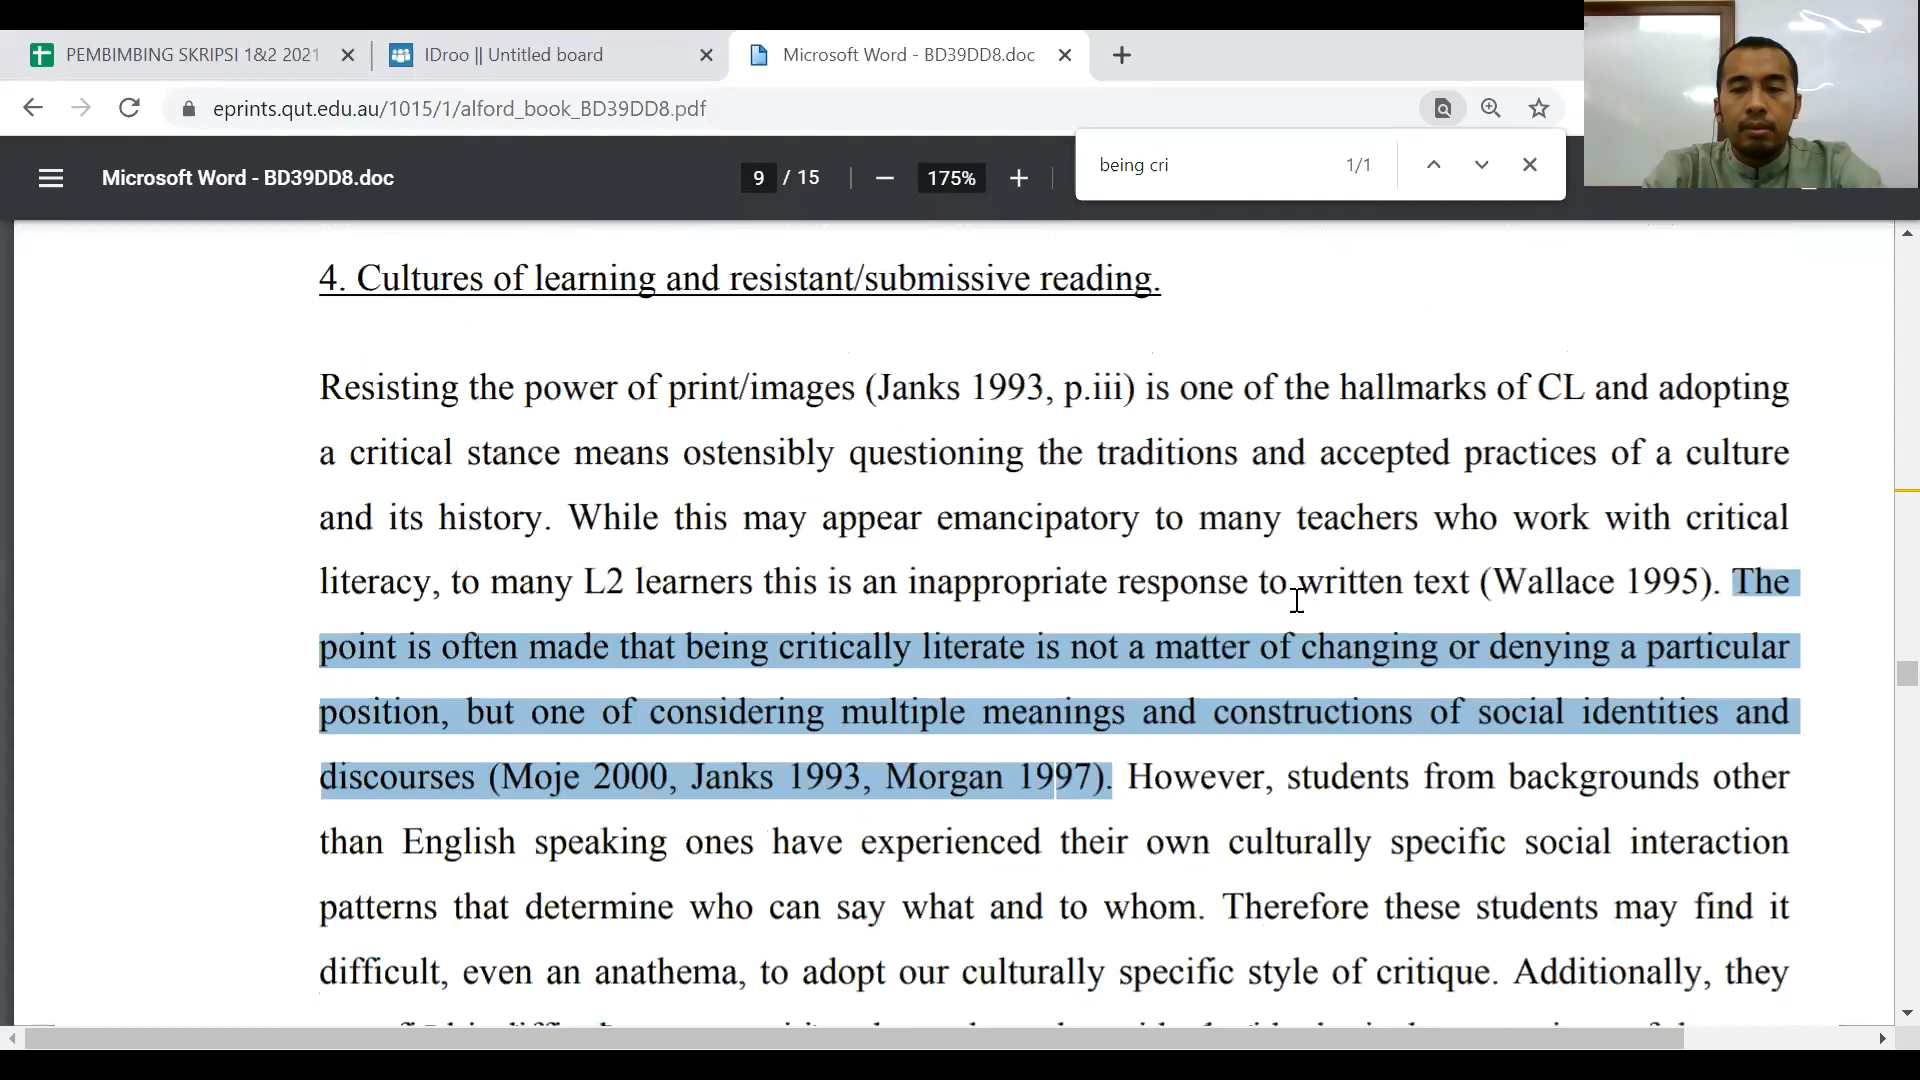 PEMBIMBING SKRIPSI 1&2 2021
IDroo || Untitled board
Microsoft Word - BD39DD8.doc
eprints.qut.edu.au/1015/1/alford_book_BD39DD8.pdf
being cri 1/1
Microsoft Word - BD39DD8.doc
9 / 15
175%
4. Cultures of learning and resistant/submissive reading.
Resisting the power of print/images (Janks 1993, p.iii) is one of the hallmarks of CL and adopting
a critical stance means ostensibly questioning the traditions and accepted practices of a culture
and its history. While this may appear emancipatory to many teachers who work with critical
literacy, to many L2 learners this is an inappropriate response to written text (Wallace 1995). The
point is often made that being critically literate is not a matter of changing or denying a particular
position, but one of considering multiple meanings and constructions of social identities and
discourses (Moje 2000, Janks 1993, Morgan 1997). However, students from backgrounds other
than English speaking ones have experienced their own culturally specific social interaction
patterns that determine who can say what and to whom. Therefore these students may find it
difficult, even an anathema, to adopt our culturally specific style of critique. Additionally, they